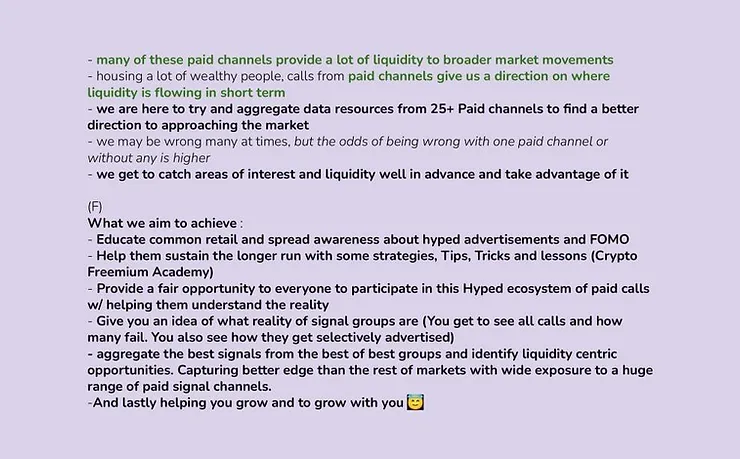 - many of these paid channels provide a lot of liquidity to broader market movements
- housing a lot of wealthy people, calls from paid channels give us a direction on where
liquidity is flowing in short term
- we are here to try and aggregate data resources from 25+ Paid channels to find a better
direction to approaching the market
- we may be wrong many at times, but the odds of being wrong with one paid channel or
without any is higher
- we get to catch areas of interest and liquidity well in advance and take advantage of it
(F)
What we aim to achieve :
- Educate common retail and spread awareness about hyped advertisements and FOMO
- Help them sustain the longer run with some strategies, Tips, Tricks and lessons (Crypto
Freemium Academy)
- Provide a fair opportunity to everyone to participate in this Hyped ecosystem of paid calls
w/ helping them understand the reality
- Give you an idea of what reality of signal groups are (You get to see all calls and how
many fail. You also see how they get selectively advertised)
- aggregate the best signals from the best of best groups and identify liquidity centric
opportunities. Capturing better edge than the rest of markets with wide exposure to a huge
range of paid signal channels.
-And lastly helping you grow and to grow with you 😇